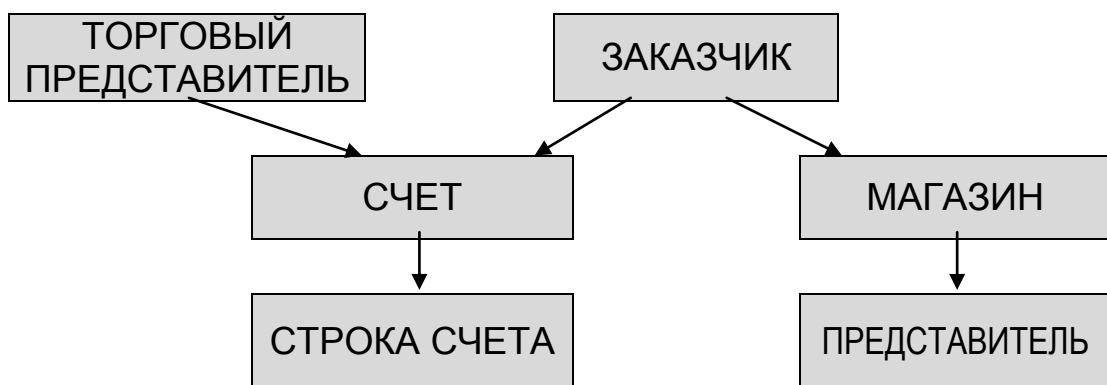 ТОРГОВЫЙ
ПРЕДСТАВИТЕЛЬ
ЗАКАЗЧИК
СЧЕТ
МАГАЗИН
СТРОКА СЧЕТА
ПРЕДСТАВИТЕЛЬ